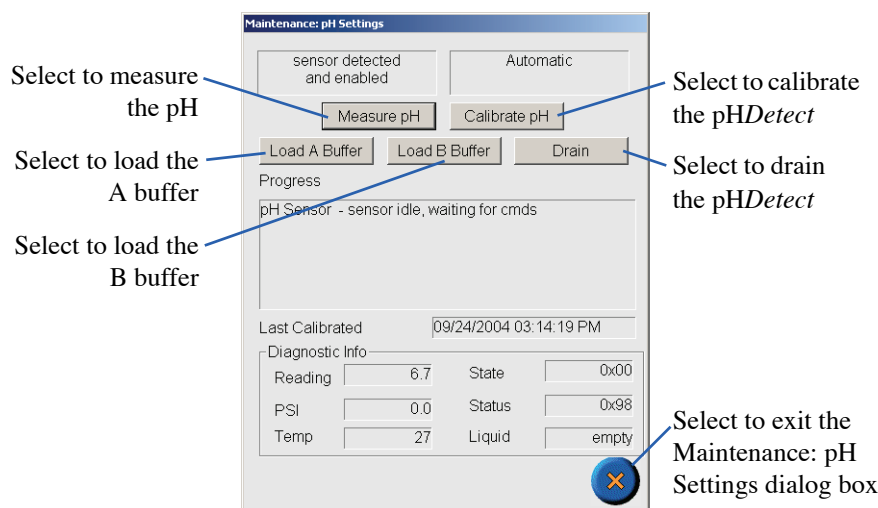 Maintenance: pH Settings
sensor detected
and enabled
Automatic
Select to measure
the pH
Measure pH
Calibrate pH
Select to calibrate
the pHDetect
Load A Buffer
Load B Buffer
Drain
Select to load the
A buffer
Select to drain
the pHDetect
Progress
pH Sensor - sensor idle, waiting for cmds
Select to load the
B buffer
Last Calibrated
09/24/2004 03:14:19 PM
Diagnostic Info
Reading 6.7 State 0x00
PSI 0.0 Status 0x98
Temp 27 Liquid empty
Select to exit the
Maintenance: pH
Settings dialog box